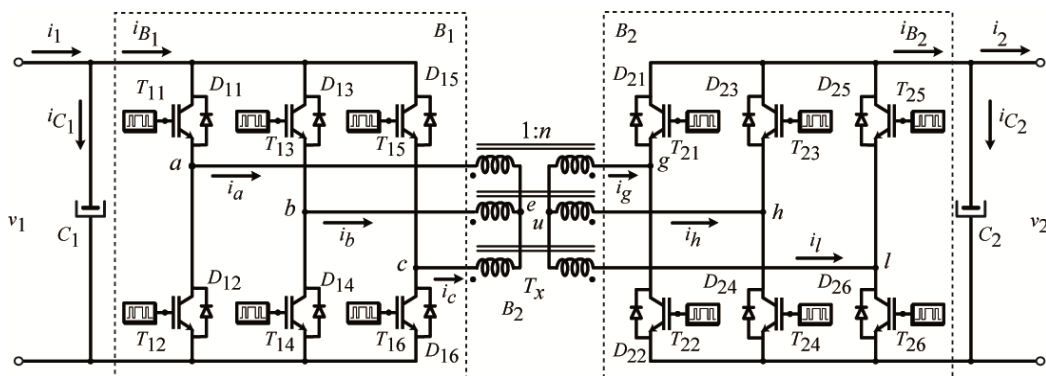 i1
iB1
B1
B2
iB2
i2
T11
D11
D13
D15
D21
D23
D25
T25
iC1
T13
T15
1:n
T21
T23
iC2
a
ia
g
ig
v1
C1
b
ib
e
u
h
ih
C2
v2
c
ic
Tx
B2
il
l
D12
D14
D24
D26
T12
T14
T16
D16
D22
T22
T24
T26